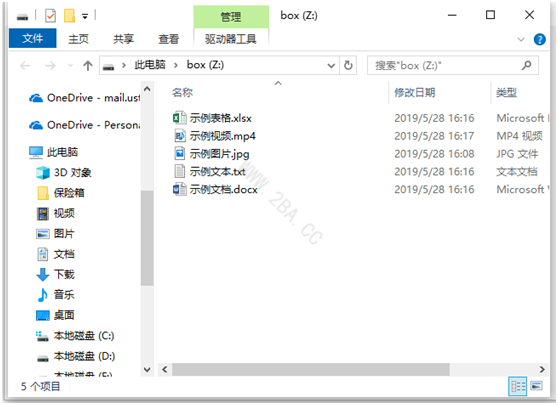 管理
box (Z:)
文件
主页
共享
查看
驱动器工具
此电脑
box (Z:)
搜索"box (Z:)"
名称
修改日期
类型
OneDrive - mail.ust
OneDrive - Persona
此电脑
3D 对象
保险箱
视频
图片
文档
下载
音乐
桌面
本地磁盘 (C:)
本地磁盘 (D:)
示例表格.xlsx 2019/5/28 16:16 Microsoft E
示例视频.mp4 2019/5/28 16:17 MP4 视频
示例图片.jpg 2019/5/28 16:08 JPG 文件
示例文本.txt 2019/5/28 16:16 文本文档
示例文档.docx 2019/5/28 16:16 Microsoft W
WWW.2BA.CC
5 个项目